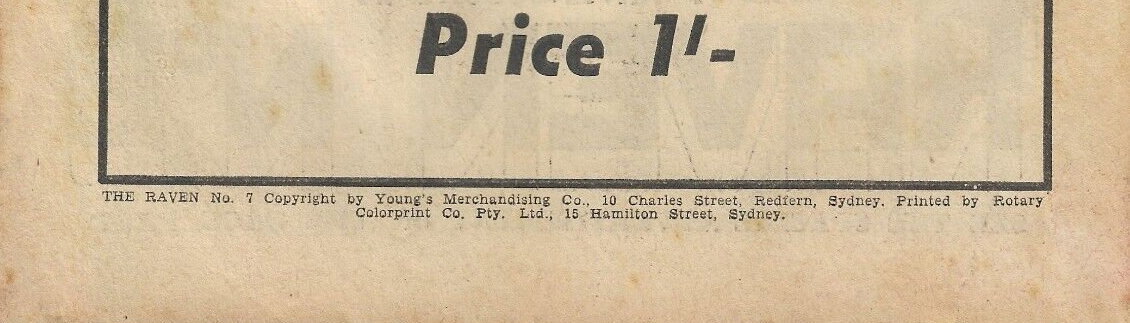 Price 1/-
THE RAVEN No. 7 Copyright by Young's Merchandising Co., 10 Charles Street, Redfern, Sydney. Printed by Rotary
Colorprint Co. Pty. Ltd., 15 Hamilton Street, Sydney.